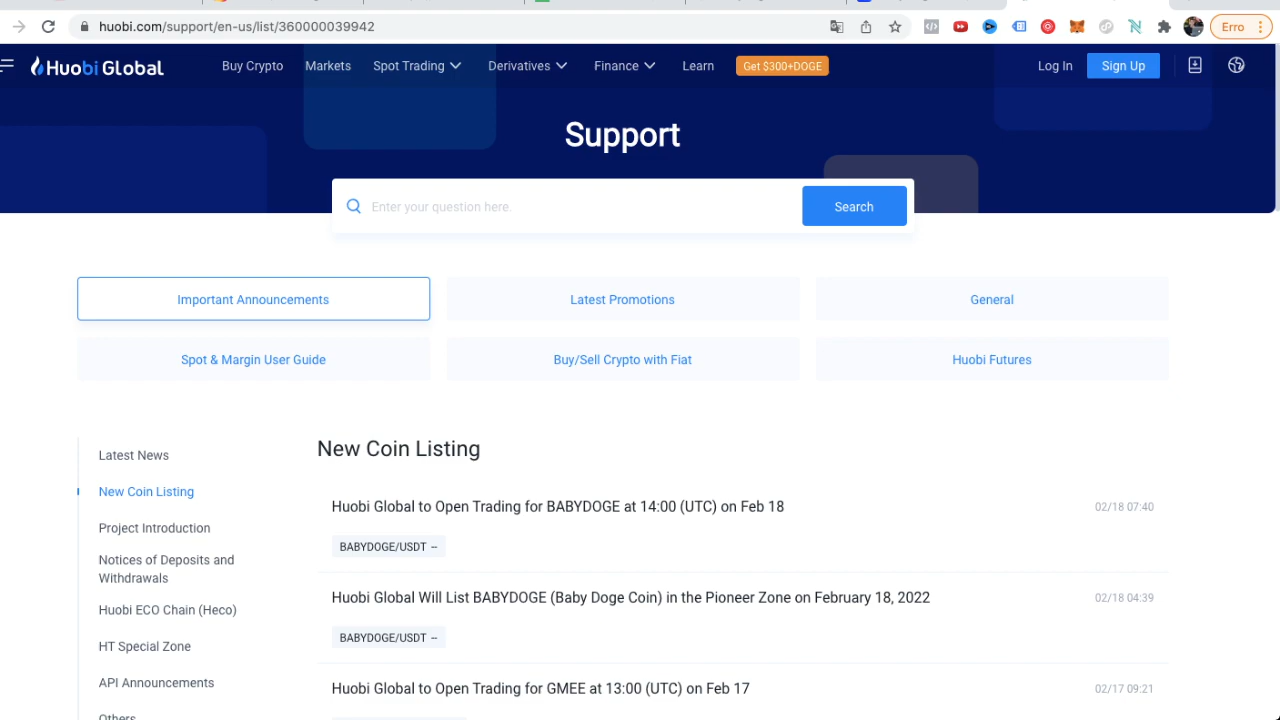 huobi.com/support/en-us/list/360000039942
Erro
Huobi Global
Buy Crypto
Markets
Spot Trading
Derivatives
Finance
Learn
Get $300+DOGE
Log In
Sign Up
Support
Enter your question here.
Search
Important Announcements
Latest Promotions
General
Spot & Margin User Guide
Buy/Sell Crypto with Fiat
Huobi Futures
Latest News
New Coin Listing
Project Introduction
Notices of Deposits and
Withdrawals
Huobi ECO Chain (Heco)
HT Special Zone
API Announcements
Others
New Coin Listing
Huobi Global to Open Trading for BABYDOGE at 14:00 (UTC) on Feb 18
02/18 07:40
BABYDOGE/USDT --
Huobi Global Will List BABYDOGE (Baby Doge Coin) in the Pioneer Zone on February 18, 2022
02/18 04:39
BABYDOGE/USDT --
Huobi Global to Open Trading for GMEE at 13:00 (UTC) on Feb 17
02/17 09:21